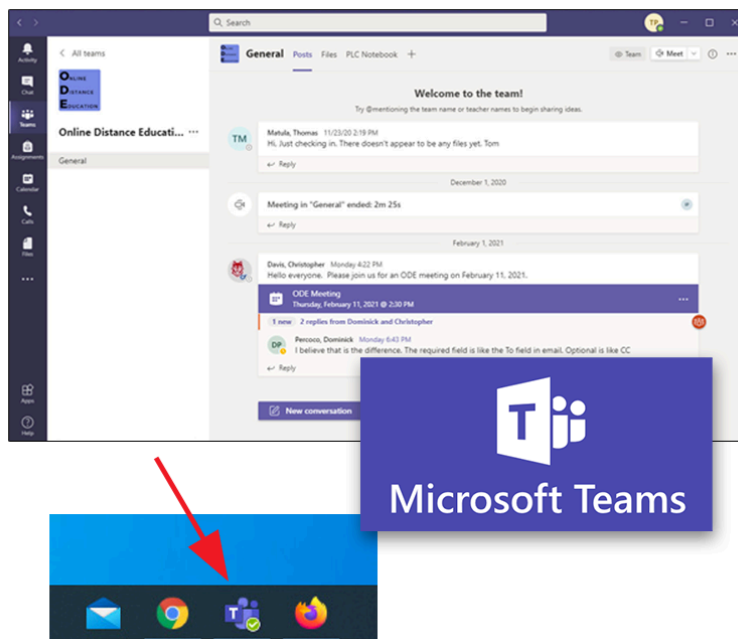 Search
TP
Activity
Chat
Teams
Assignments
Calendar
Calls
Files
Apps
Help
All teams
ONLINE
DISTANCE
EDUCATION
Online Distance Educati...
General
General Posts Files PLC Notebook
Team
Meet
Welcome to the team!
Try @mentioning the team name or teacher names to begin sharing ideas.
TM
Matula, Thomas 11/23/20 2:19 PM
Hi. Just checking in. There doesn't appear to be any files yet. Tom
Reply
December 1, 2020
Meeting in "General" ended: 2m 25s
Reply
February 1, 2021
Davis, Christopher Monday 4:22 PM
Hello everyone. Please join us for an ODE meeting on February 11, 2021.
ODE Meeting
Thursday, February 11, 2021 @ 2:30 PM
1 new 2 replies from Dominick and Christopher
DP
Percoco, Dominick Monday 6:43 PM
I believe that is the difference. The required field is like the To field in email. Optional is like CC
Reply
New conversation
T
Microsoft Teams
T